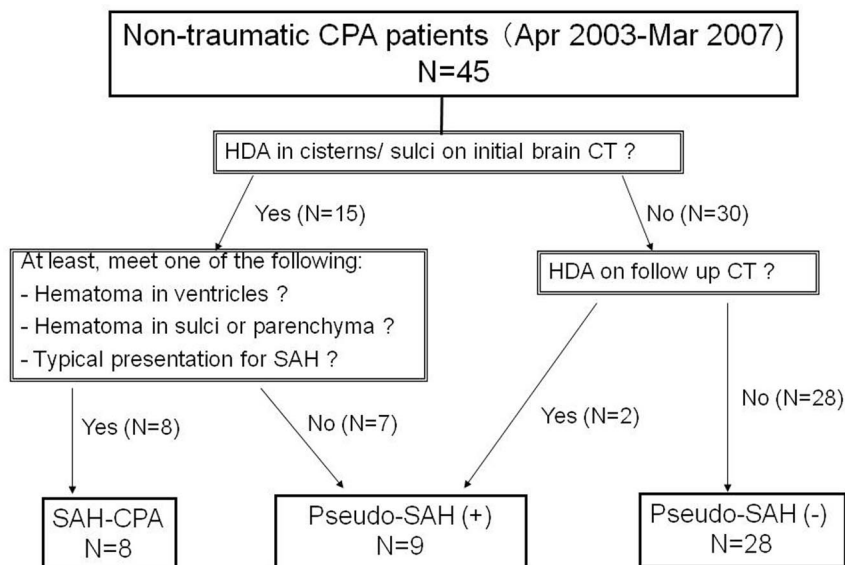 Non-traumatic CPA patients (Apr 2003-Mar 2007)
N=45
HDA in cisterns/ sulci on initial brain CT ?
Yes (N=15)
No (N=30)
At least, meet one of the following:
- Hematoma in ventricles ?
- Hematoma in sulci or parenchyma ?
- Typical presentation for SAH ?
HDA on follow up CT ?
Yes (N=8)
No (N=7)
Yes (N=2)
No (N=28)
SAH-CPA
N=8
Pseudo-SAH (+)
N=9
Pseudo-SAH (-)
N=28